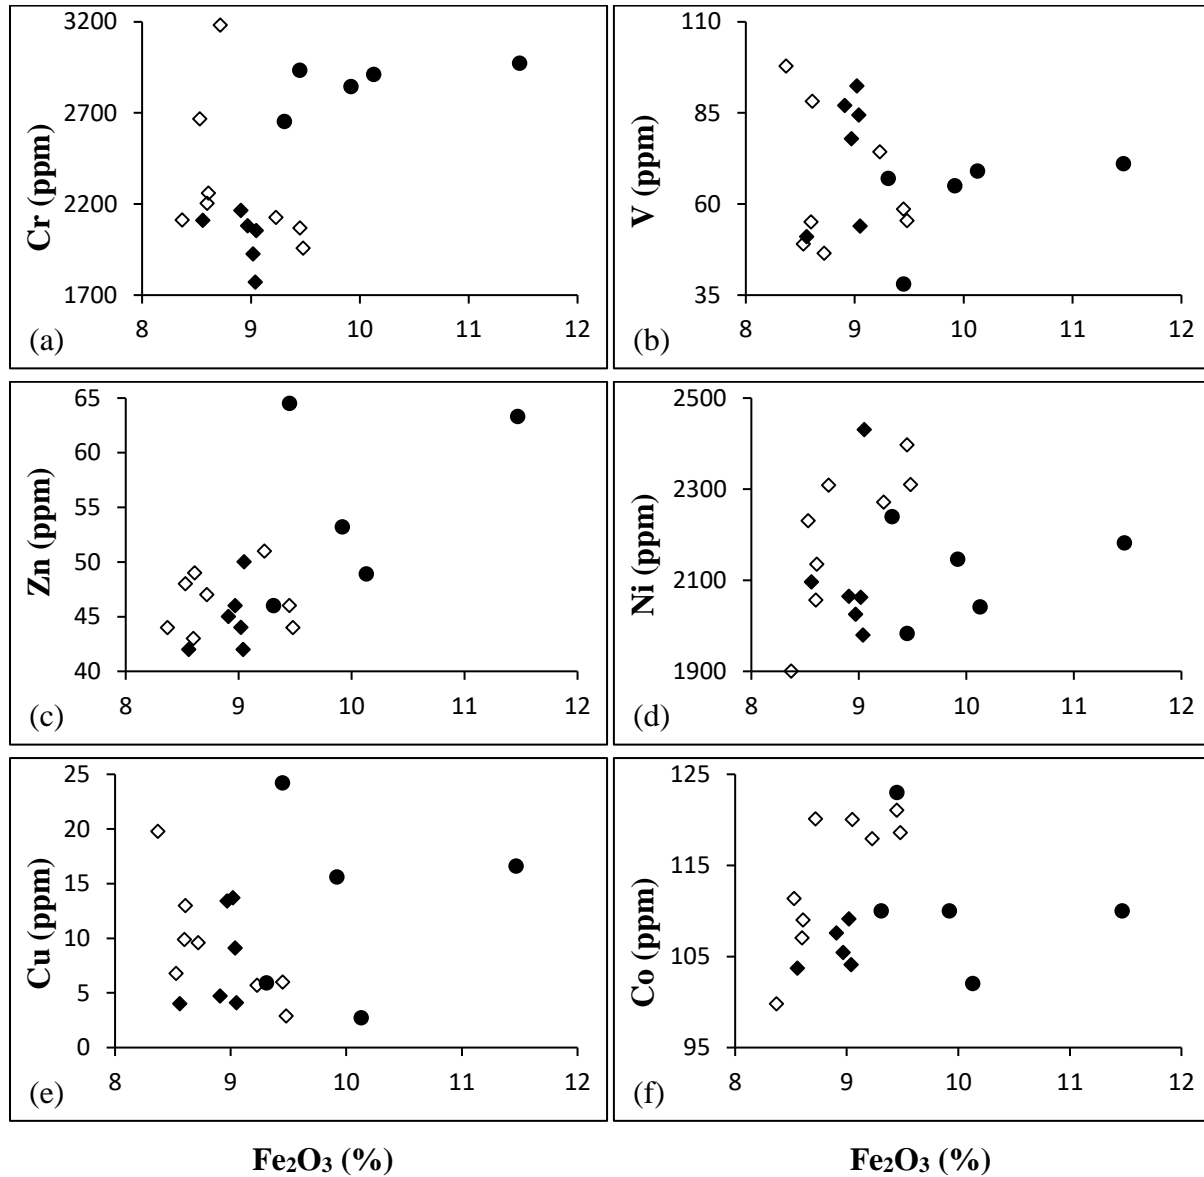 3200
2700
2200
1700
Cr (ppm)
8 9 10 11 12
(a)
110
85
60
35
V (ppm)
8 9 10 11 12
(b)
65
60
55
50
45
40
Zn (ppm)
8 9 10 11 12
(c)
2500
2300
2100
1900
Ni (ppm)
8 9 10 11 12
(d)
25
20
15
10
5
0
Cu (ppm)
8 9 10 11 12
(e)
125
115
105
95
Co (ppm)
8 9 10 11 12
(f)
Fe₂O₃ (%)
Fe₂O₃ (%)